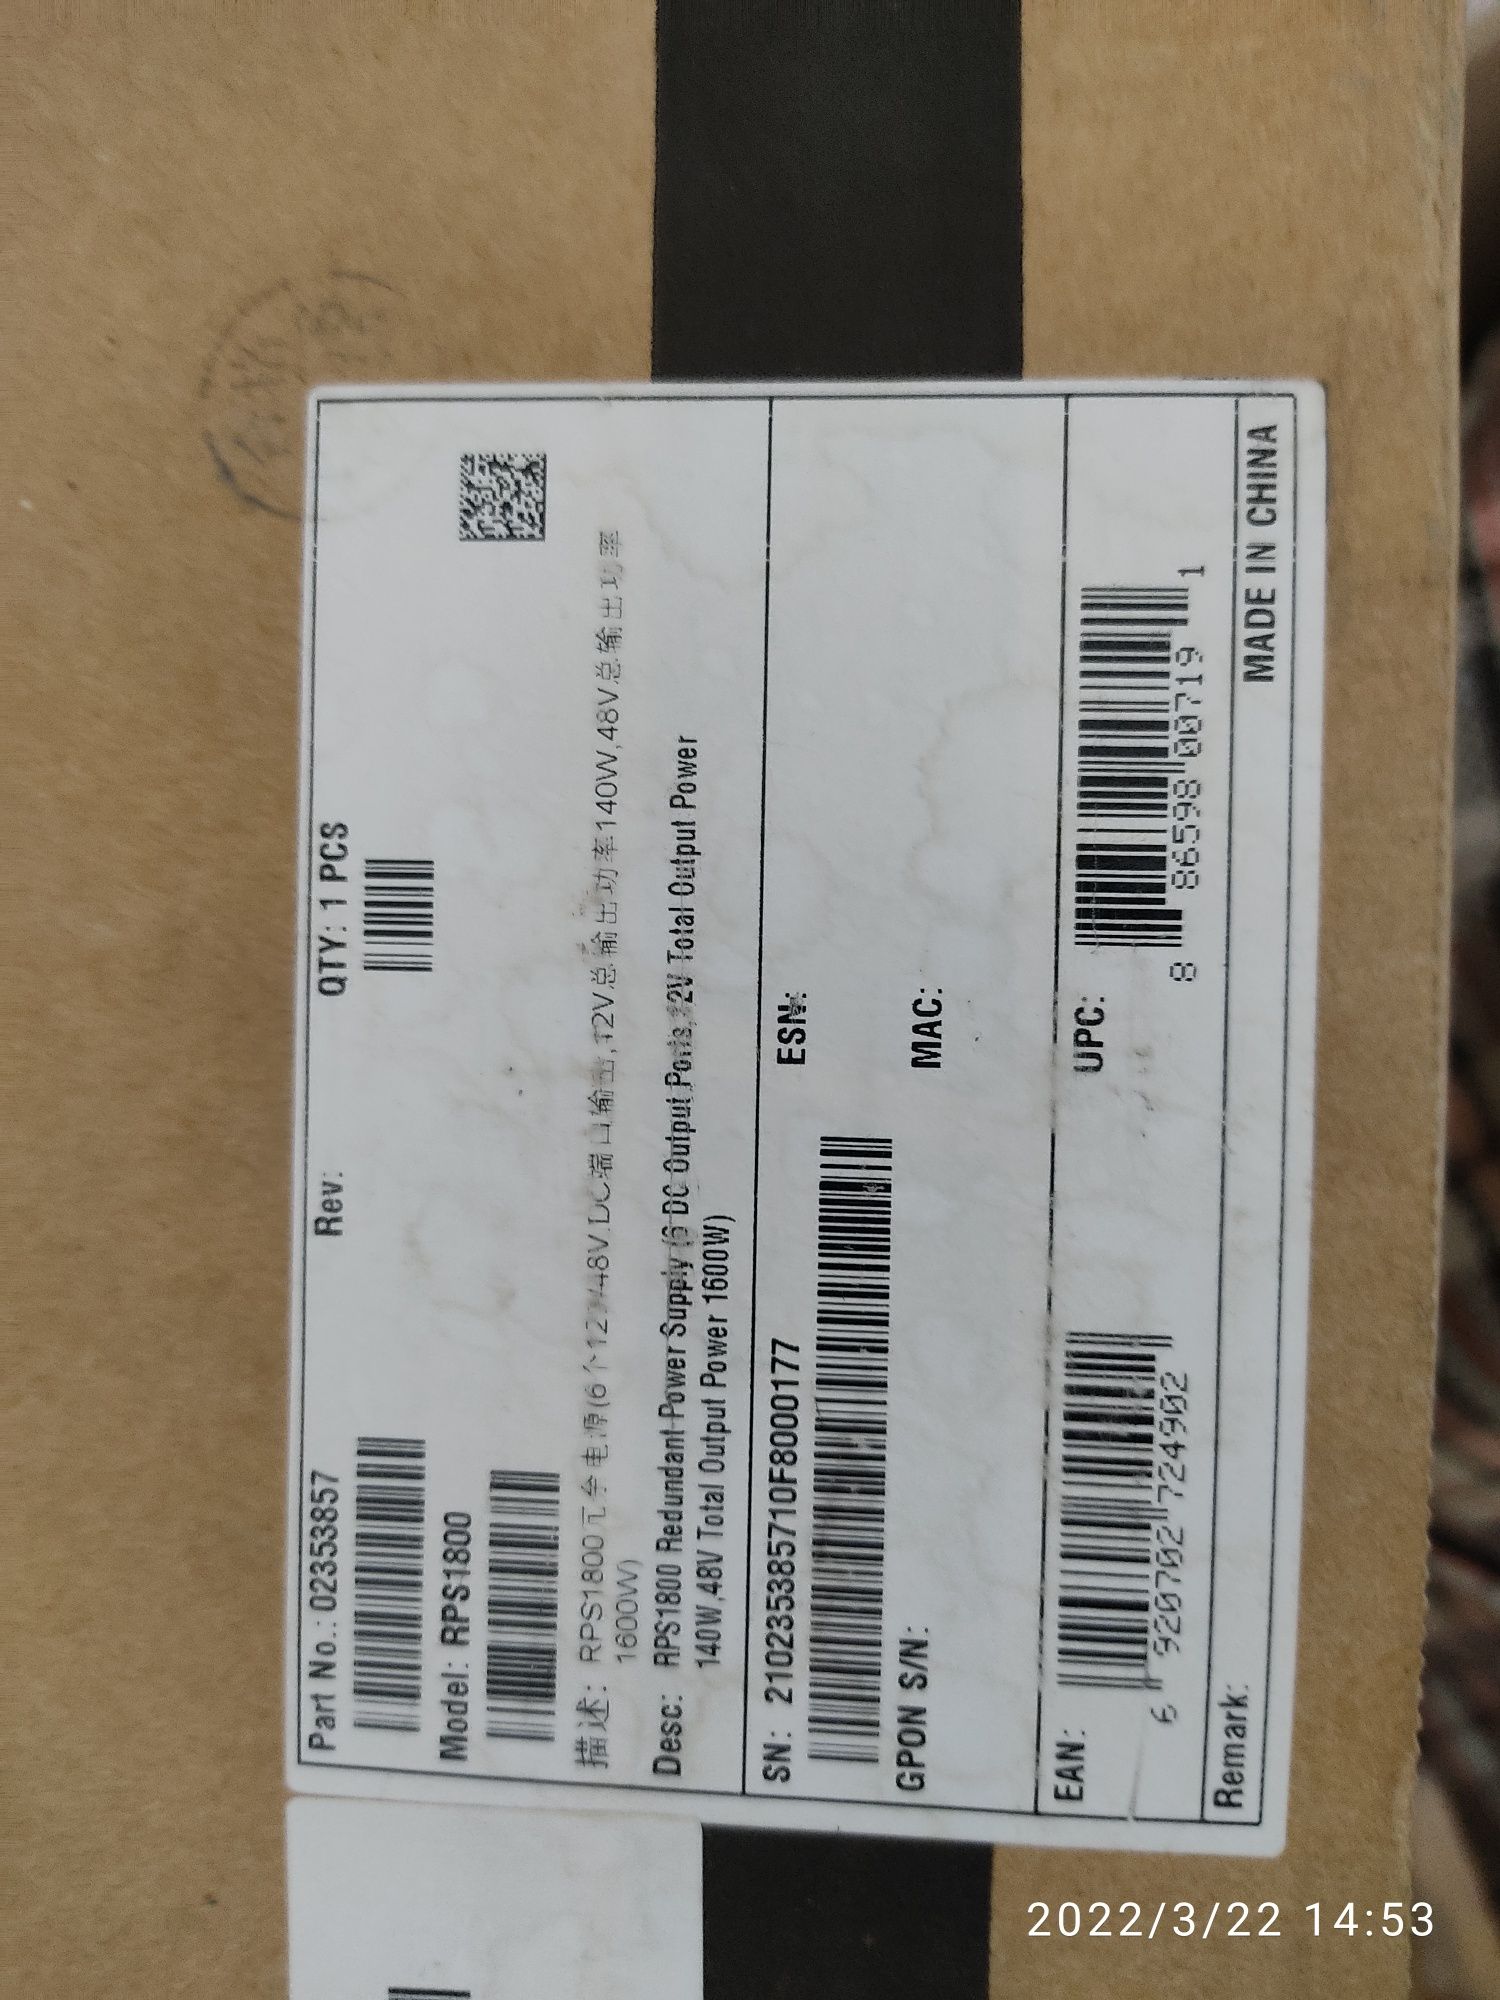 Part No.: 02353857 Rev: QTY: 1 PCS
Model: RPS1800
描述: RPS1800冗余电源(6个12V/48V DC端口输出,12V总输出功率140W,48V总输出功率
1600W)
Desc: RPS1800 Redundant Power Supply (6 DC Output Ports,12V Total Output Power
140W,48V Total Output Power 1600W)
SN: 210235385710F8000177 ESN:
GPON S/N: MAC:
EAN: UPC:
6 920702 724902
8 86598 00719 1
Remark: MADE IN CHINA
2022/3/22 14:53